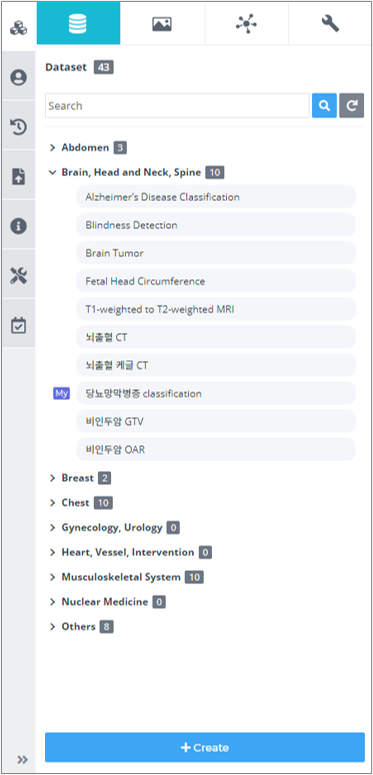 Dataset 43
Search
Abdomen 3
Brain, Head and Neck, Spine 10
Alzheimer's Disease Classification
Blindness Detection
Brain Tumor
Fetal Head Circumference
T1-weighted to T2-weighted MRI
뇌출혈 CT
뇌출혈 케글 CT
My 당뇨망막병증 classification
비인두암 GTV
비인두암 OAR
Breast 2
Chest 10
Gynecology, Urology 0
Heart, Vessel, Intervention 0
Musculoskeletal System 10
Nuclear Medicine 0
Others 8
+ Create